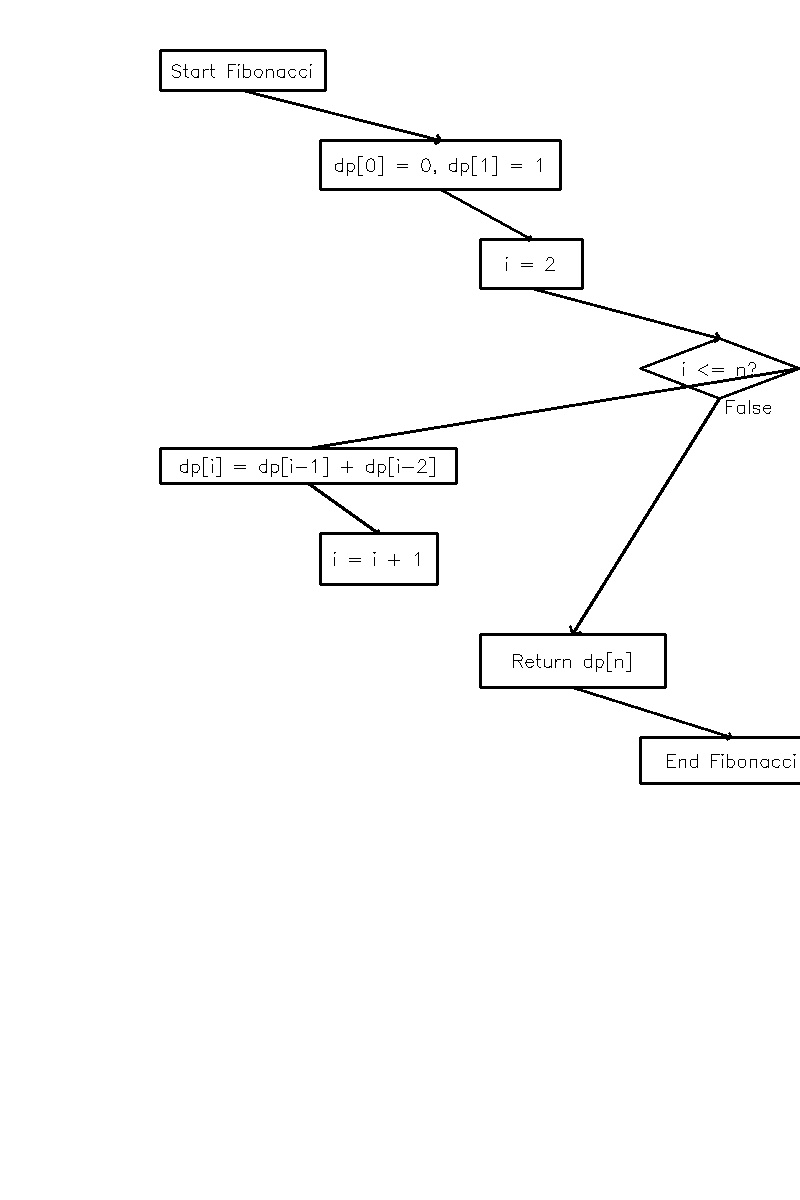 Start Fibonacci
dp[0] = 0, dp[1] = 1
i = 2
i <= n?
False
dp[i] = dp[i-1] + dp[i-2]
i = i + 1
Return dp[n]
End Fibonacci